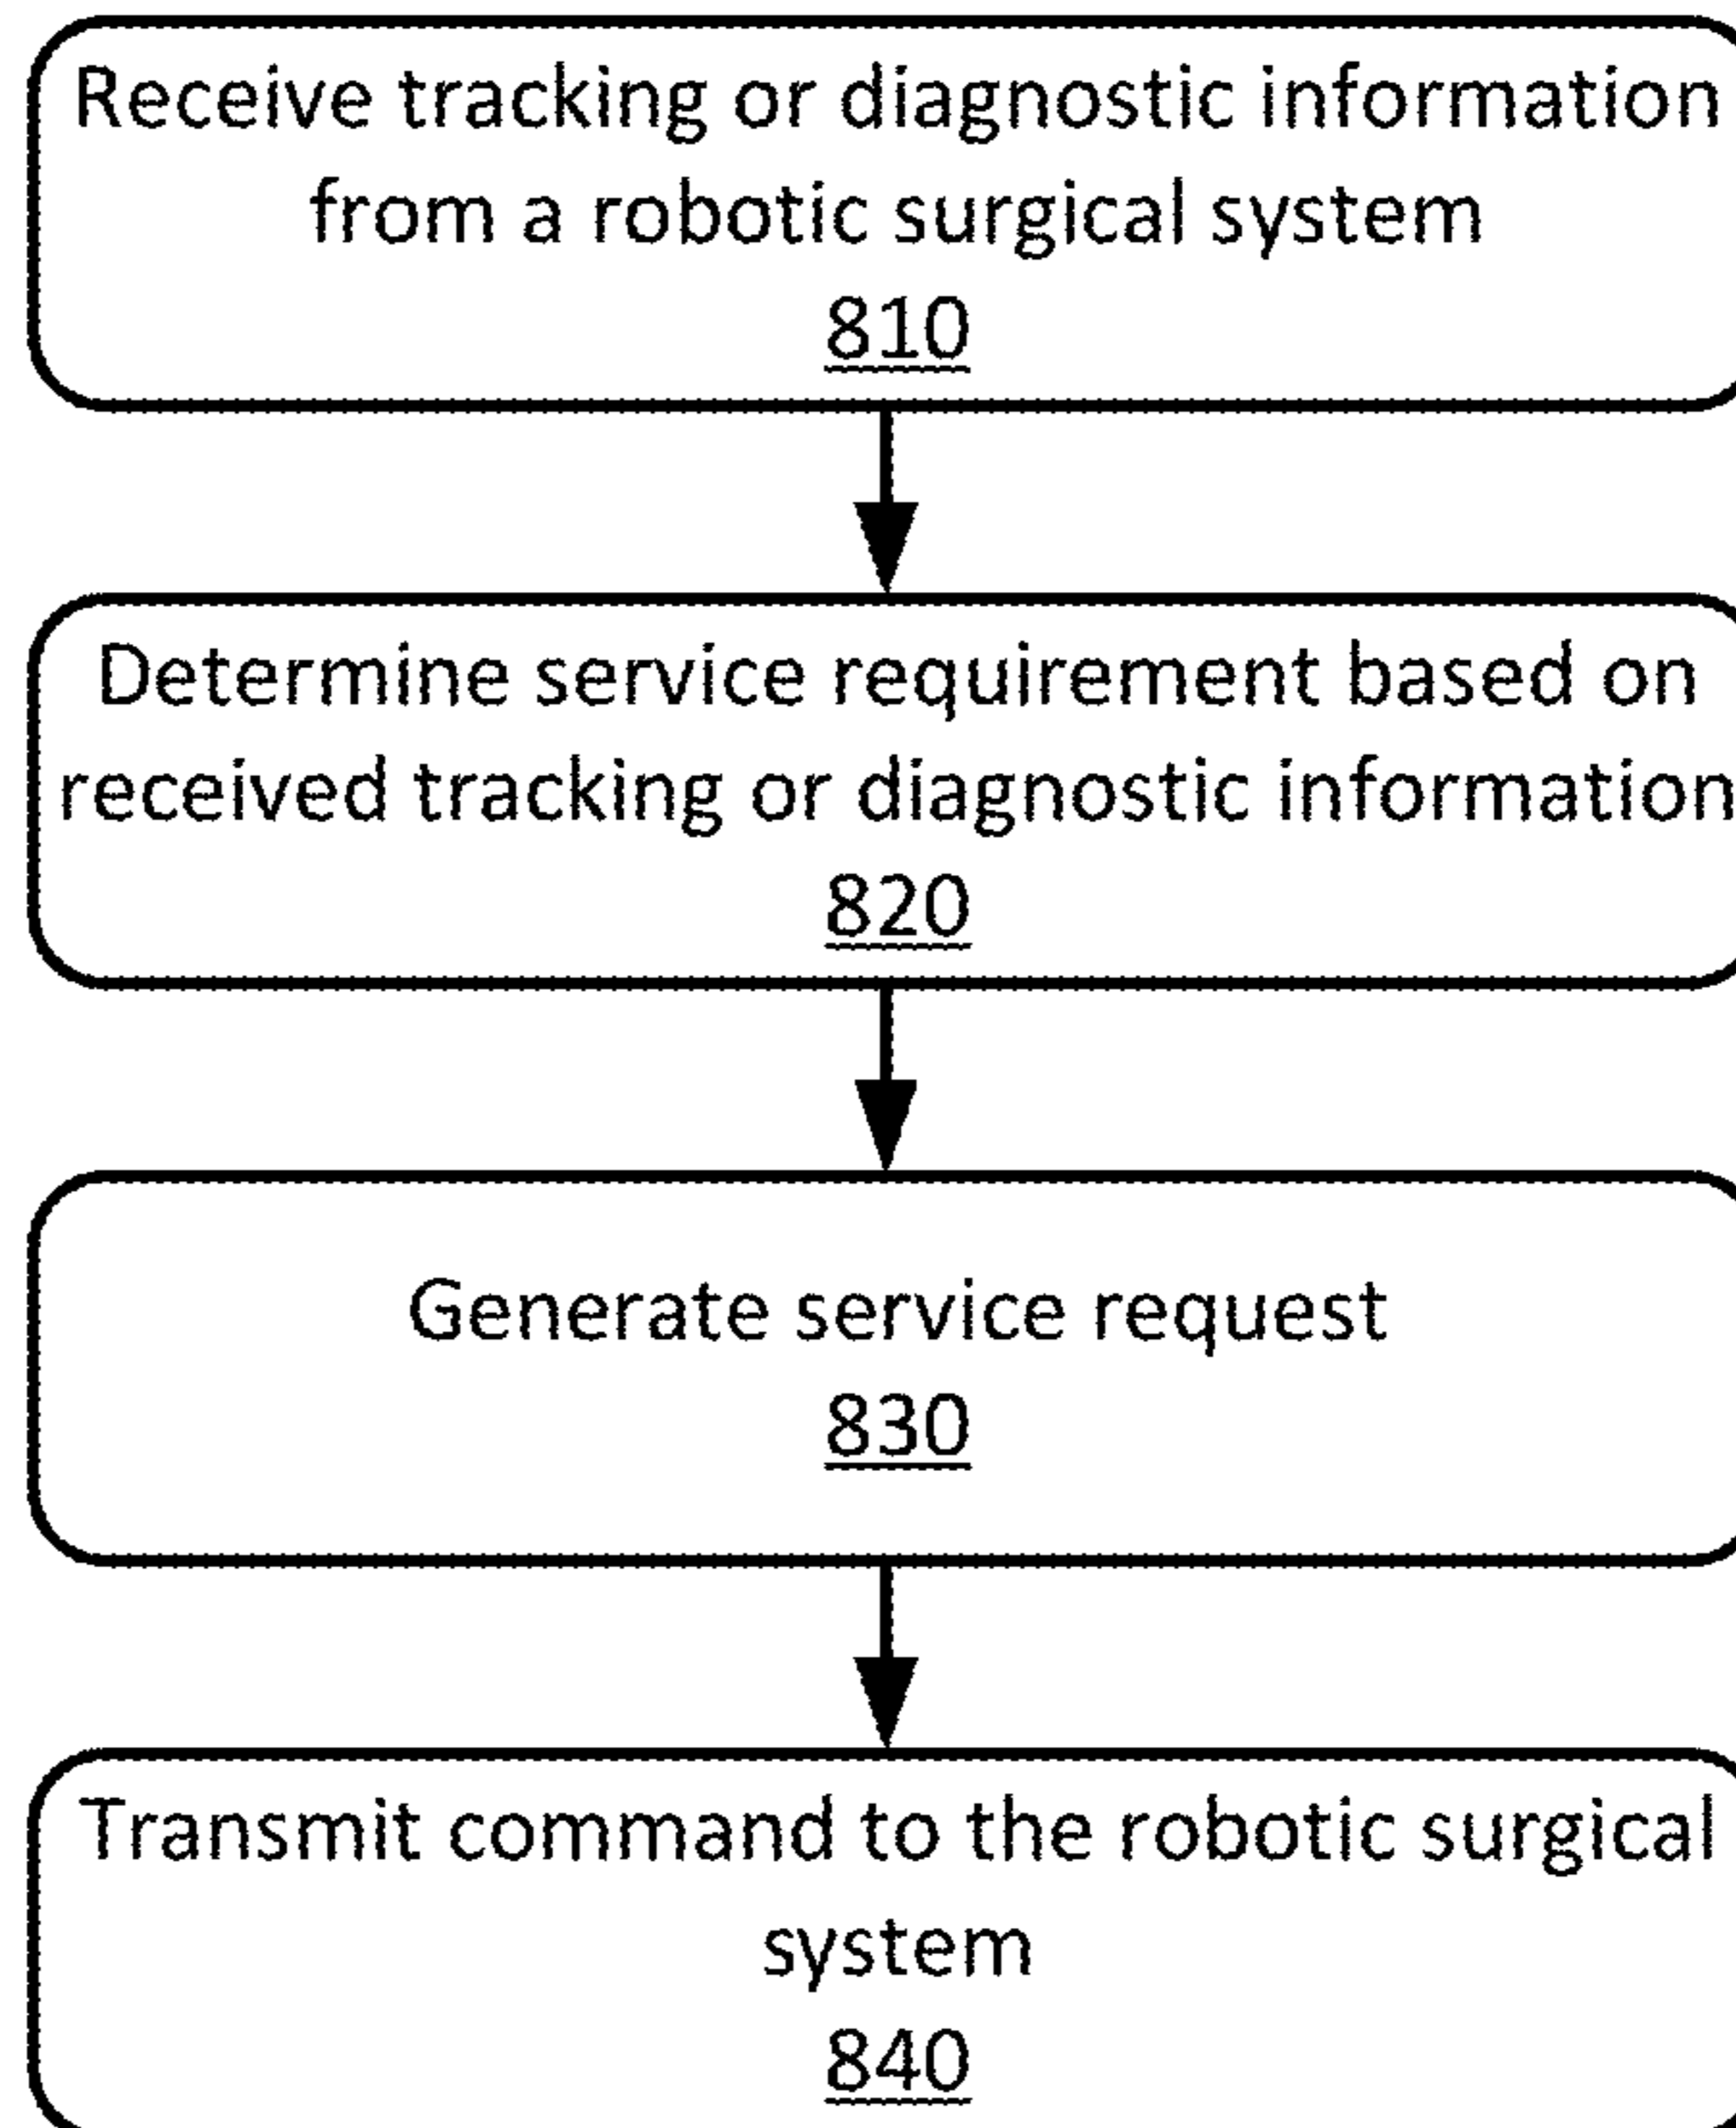 Receive tracking or diagnostic information
from a robotic surgical system
810
Determine service requirement based on
received tracking or diagnostic information
820
Generate service request
830
Transmit command to the robotic surgical
system
840